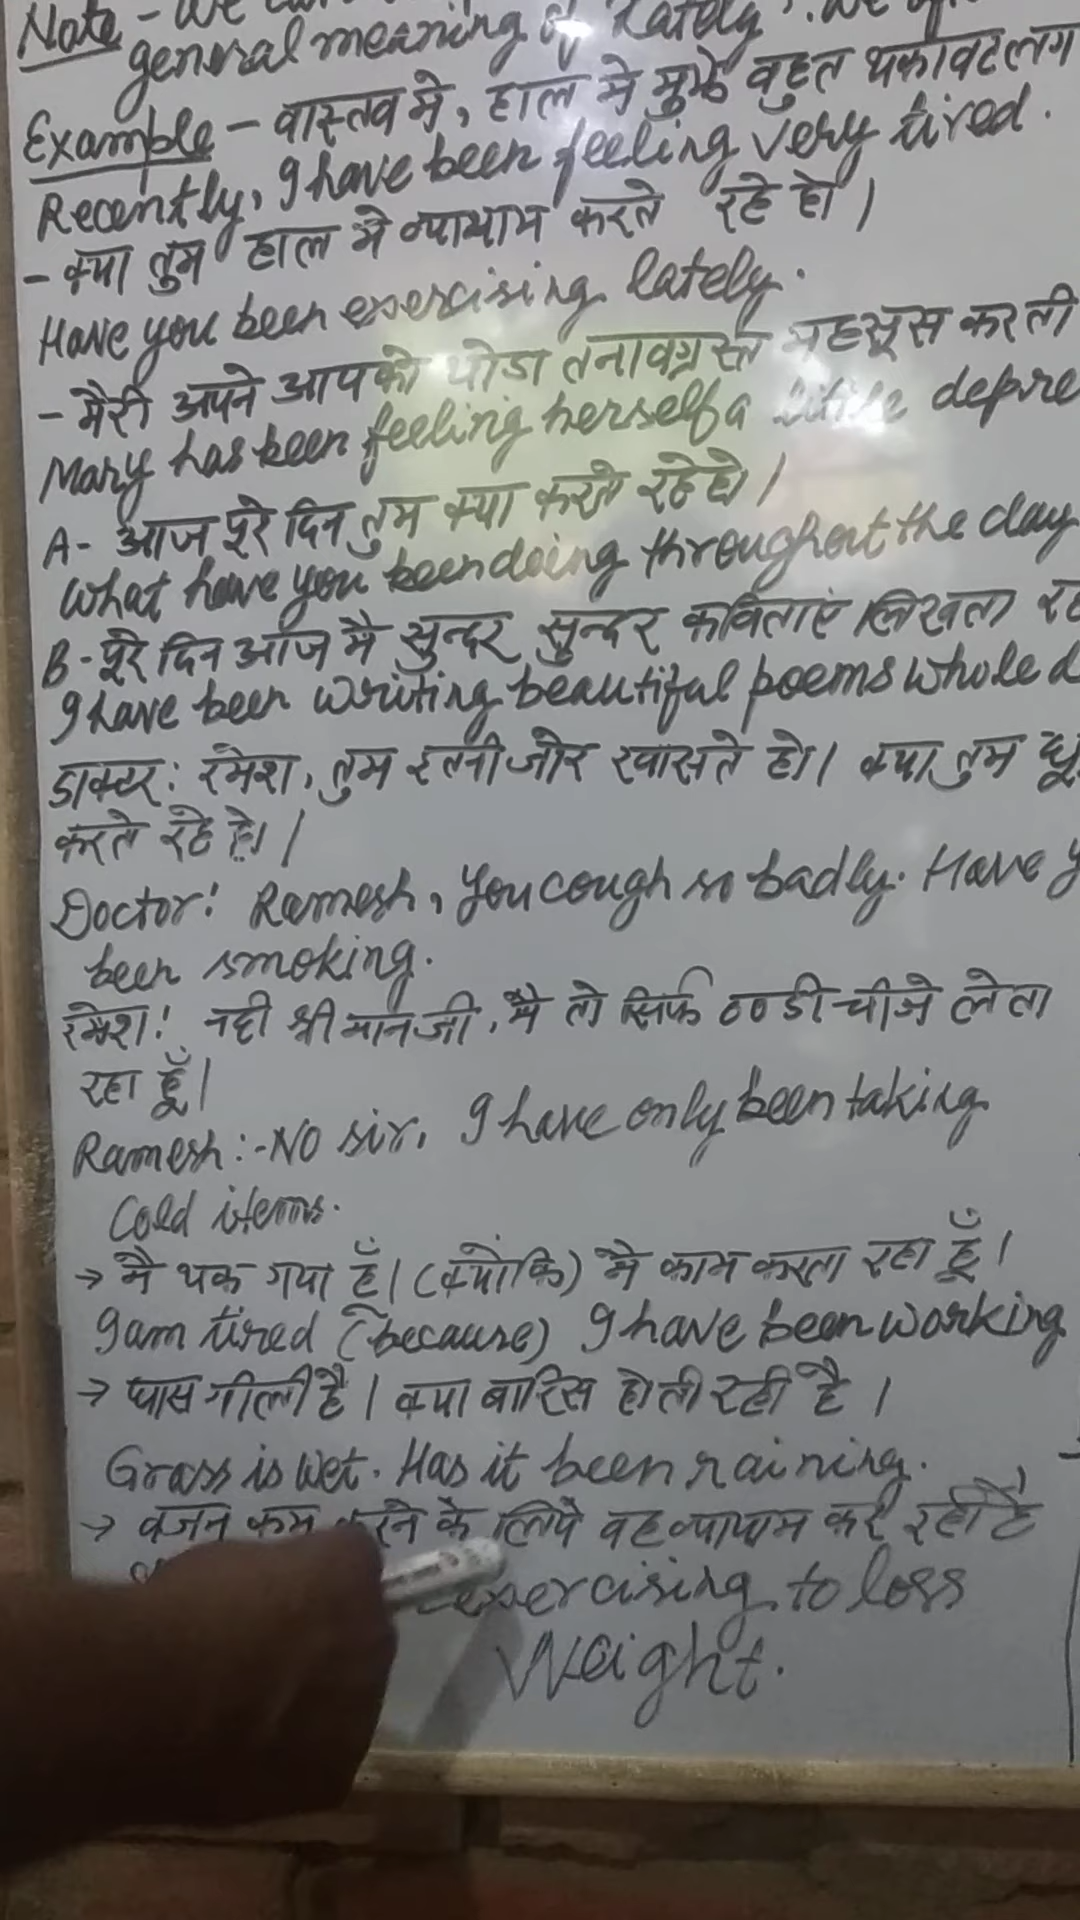 Note - We can
general meaning of 'Lately'. We
Example - वास्तव मे, हाल मे मुझे बहुत थकावट लग
Recently, I have been feeling very tired.
- क्या तुम हाल मे व्यायाम करते रहे हो।
Have you been exercising lately.
- मैरी अपने आपको थोडा तनावग्रस्त महसूस करती
Mary has been feeling herself a little depre
A- आज पूरे दिन तुम क्या करते रहे हो।
What have you been doing throughout the day
B- पूरे दिन आज मै सुन्दर सुन्दर कविताएं लिखता रह
I have been writing beautiful poems whole d
डाक्टर: रमेश, तुम इतनी जोर खासते हो। क्या तुम धू
करते रहे हो।
Doctor: Ramesh, You cough so badly. Have y
been smoking.
रमेश: नही श्री मानजी, मै तो सिर्फ ठण्डी चीजे लेता
रहा हूँ।
Ramesh:- No sir, I have only been taking
cold items.
→ मै थक गया हूँ। (क्योंकि) मै काम करता रहा हूँ।
I am tired (because) I have been working
→ घास गीली है। क्या बारिस होती रही है।
Grass is wet. Has it been raining.
→ वजन कम करने के लिये वह व्यायाम कर रही है
exercising to loss
Weight.